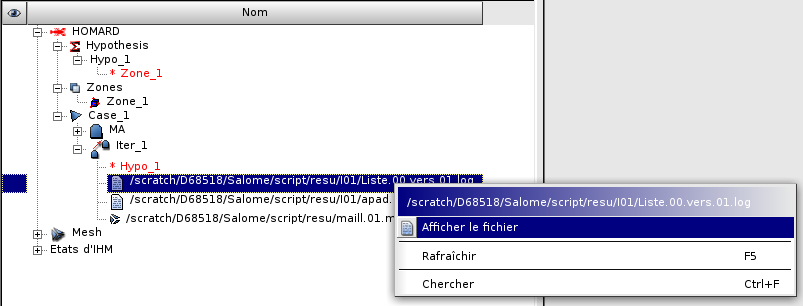 Nom
HOMARD
Hypothesis
Hypo_1
* Zone_1
Zones
Zone_1
Case_1
MA
Iter_1
* Hypo_1
/scratch/D68518/Salome/script/resu/I01/Liste.00.vers.01.log
/scratch/D68518/Salome/script/resu/I01/apad.
/scratch/D68518/Salome/script/resu/maill.01.m
Mesh
Etats d'IHM
/scratch/D68518/Salome/script/resu/I01/Liste.00.vers.01.log
Afficher le fichier
Rafraîchir F5
Chercher Ctrl+F